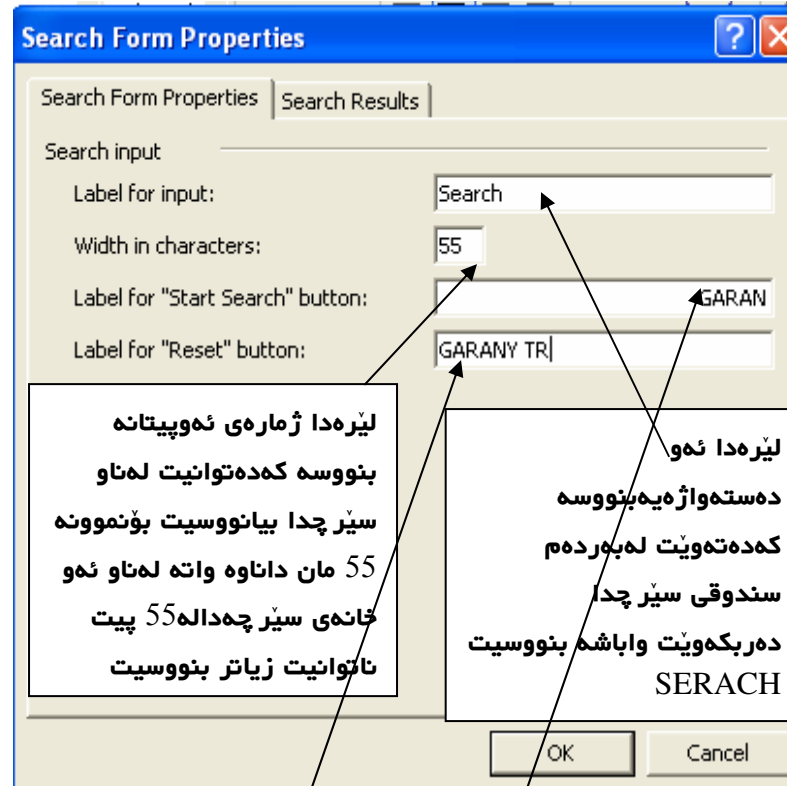 Search Form Properties
Search Form Properties
Search Results
Search input
Label for input:
Search
Width in characters:
55
Label for "Start Search" button:
GARAN
Label for "Reset" button:
GARANY TR
لێرەدا ژمارەی ئەوپیتانە
بنووسە کەدەتوانیت لەناو
سێر چدا بیانووسیت بۆنموونە
55 مان داناوە واتە لەناو ئەو
خانەی سێر چەدالە55 پیت
ناتوانیت زیاتر بنووسیت
لێرەدا ئەو
دەستەواژەیەبنووسە
کەدەتەوێت لەبەردەم
سندوقی سێر چدا
دەربکەوێت واباشە بنووسیت
SERACH
OK
Cancel